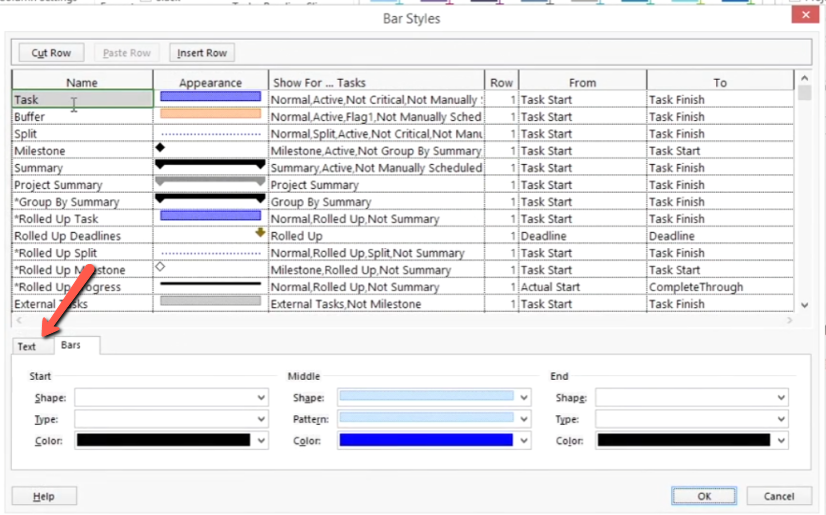 Bar Styles
Cut Row Paste Row Insert Row
Name Appearance Show For ... Tasks Row From To
Task Normal,Active,Not Critical,Not Manually 1 Task Start Task Finish
Buffer Normal,Active,Flag1,Not Manually Sched 1 Task Start Task Finish
Split Normal,Split,Active,Not Critical,Not Manu 1 Task Start Task Finish
Milestone Milestone,Active,Not Group By Summary 1 Task Start Task Start
Summary Summary,Active,Not Manually Scheduled 1 Task Start Task Finish
Project Summary Project Summary 1 Task Start Task Finish
*Group By Summary Group By Summary 1 Task Start Task Finish
*Rolled Up Task Normal,Rolled Up,Not Summary 1 Task Start Task Finish
Rolled Up Deadlines Rolled Up 1 Deadline Deadline
*Rolled Up Split Normal,Rolled Up,Split,Not Summary 1 Task Start Task Finish
*Rolled Up Milestone Milestone,Rolled Up,Not Summary 1 Task Start Task Start
*Rolled Up Progress Normal,Rolled Up,Not Summary 1 Actual Start CompleteThrough
External Tasks External Tasks,Not Milestone 1 Task Start Task Finish
Text Bars
Start Middle End
Shape: Shape: Shape:
Type: Pattern: Type:
Color: Color: Color:
Help OK Cancel